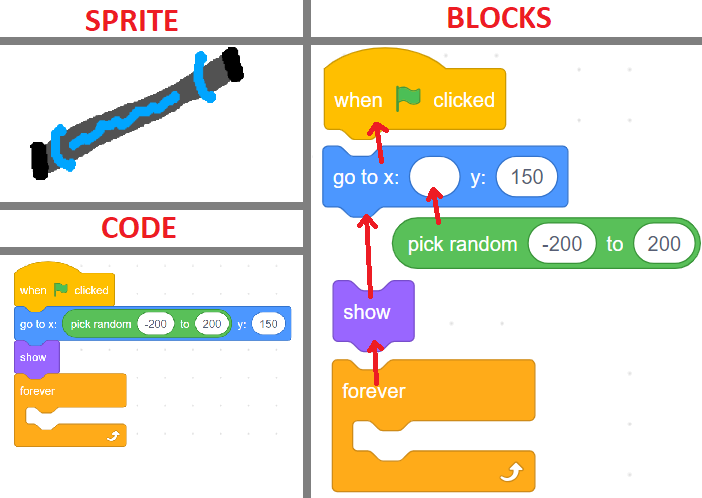 SPRITE
CODE
when clicked
go to x: pick random -200 to 200 y: 150
show
forever
BLOCKS
when clicked
go to x: y: 150
pick random -200 to 200
show
forever